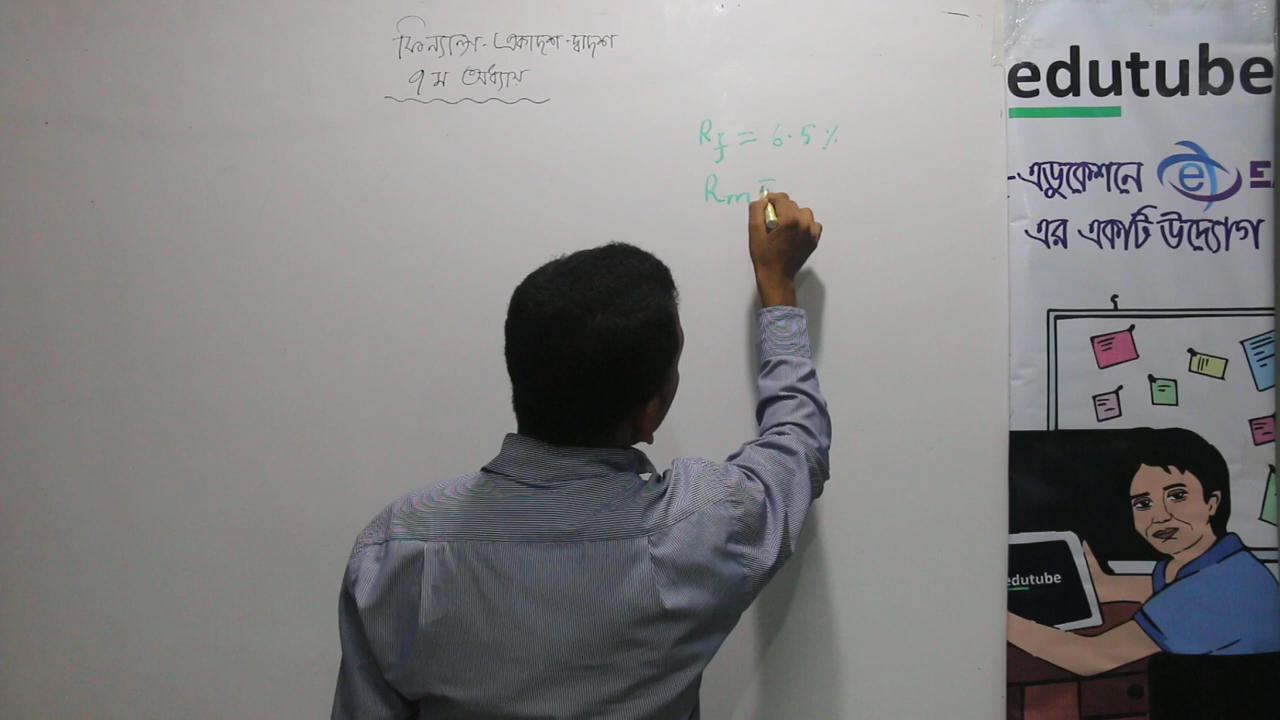 ফিন্যান্স-একাদশ-দ্বাদশ
৭ম অধ্যায়
Rf = 6.5%
Rm =
edutube
-এডুকেশনে e
এর একটি উদ্যোগ
edutube